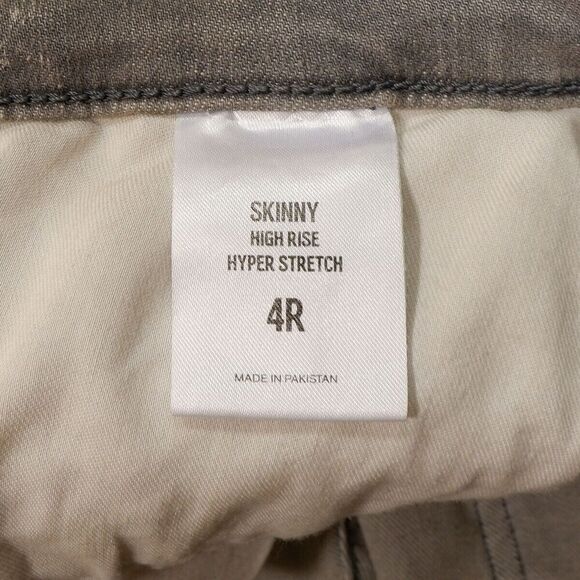 SKINNY
HIGH RISE
HYPER STRETCH
4R
MADE IN PAKISTAN